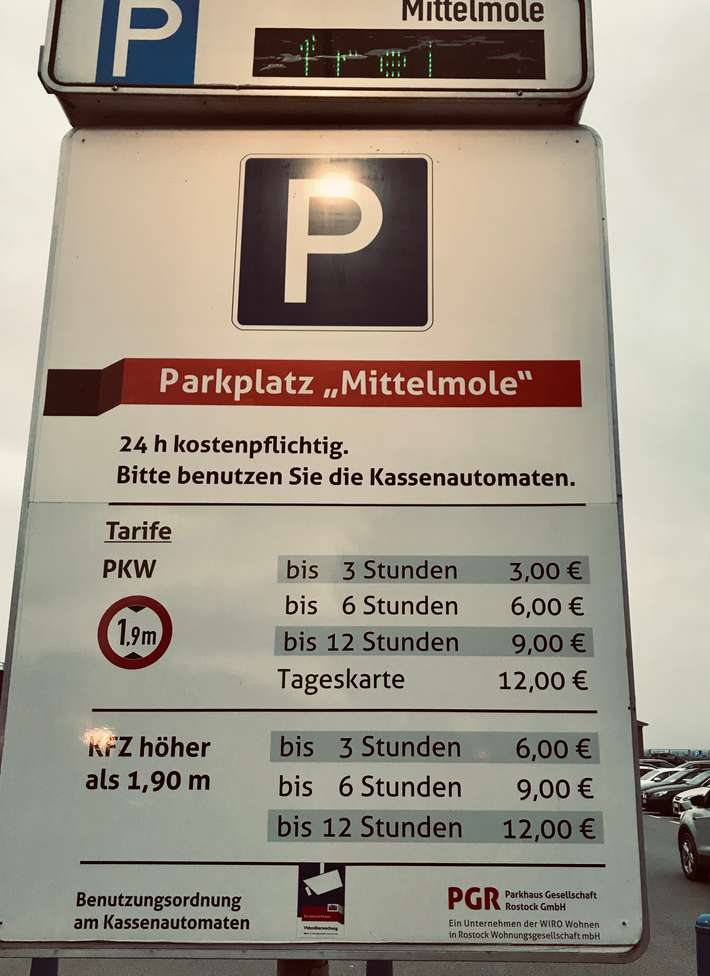 P Mittelmole
P
Parkplatz „Mittelmole“
24 h kostenpflichtig.
Bitte benutzen Sie die Kassenautomaten.
Tarife
PKW bis 3 Stunden 3,00 €
bis 6 Stunden 6,00 €
1,9m
bis 12 Stunden 9,00 €
Tageskarte 12,00 €
KFZ höher bis 3 Stunden 6,00 €
als 1,90 m bis 6 Stunden 9,00 €
bis 12 Stunden 12,00 €
Benutzungsordnung
am Kassenautomaten
Videoüberwachung
PGR Parkhaus Gesellschaft
Rostock GmbH
Ein Unternehmen der WIRO Wohnen
in Rostock Wohnungsgesellschaft mbH